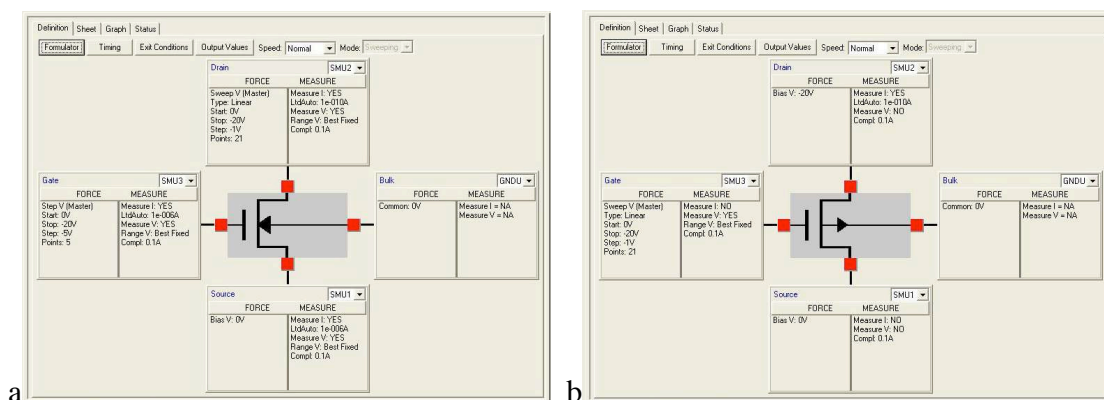 Definition Sheet Graph Status
Formulator Timing Exit Conditions Output Values Speed: Normal Mode: Sweeping
Drain SMU2
FORCE MEASURE
Sweep V (Master) Measure I: YES
Type: Linear LtdAuto: 1e-010A
Start: 0V Measure V: YES
Stop: -20V Range V: Best Fixed
Step: -1V Compl: 0.1A
Points: 21
Gate SMU3
FORCE MEASURE
Step V (Master) Measure I: YES
Start: 0V LtdAuto: 1e-006A
Stop: -20V Measure V: YES
Step: -5V Range V: Best Fixed
Points: 5 Compl: 0.1A
Bulk GNDU
FORCE MEASURE
Common: 0V Measure I = NA
Measure V = NA
Source SMU1
FORCE MEASURE
Bias V: 0V Measure I: YES
LtdAuto: 1e-006A
Measure V: YES
Range V: Best Fixed
Compl: 0.1A
a
Definition Sheet Graph Status
Formulator Timing Exit Conditions Output Values Speed: Normal Mode: Sweeping
Drain SMU2
FORCE MEASURE
Bias V: -20V Measure I: YES
LtdAuto: 1e-010A
Measure V: NO
Compl: 0.1A
Gate SMU3
FORCE MEASURE
Sweep V (Master) Measure I: NO
Type: Linear Measure V: YES
Start: 0V Range V: Best Fixed
Stop: -20V Compl: 0.1A
Step: -1V
Points: 21
Bulk GNDU
FORCE MEASURE
Common: 0V Measure I = NA
Measure V = NA
Source SMU1
FORCE MEASURE
Bias V: 0V Measure I: NO
Measure V: NO
Compl: 0.1A
b